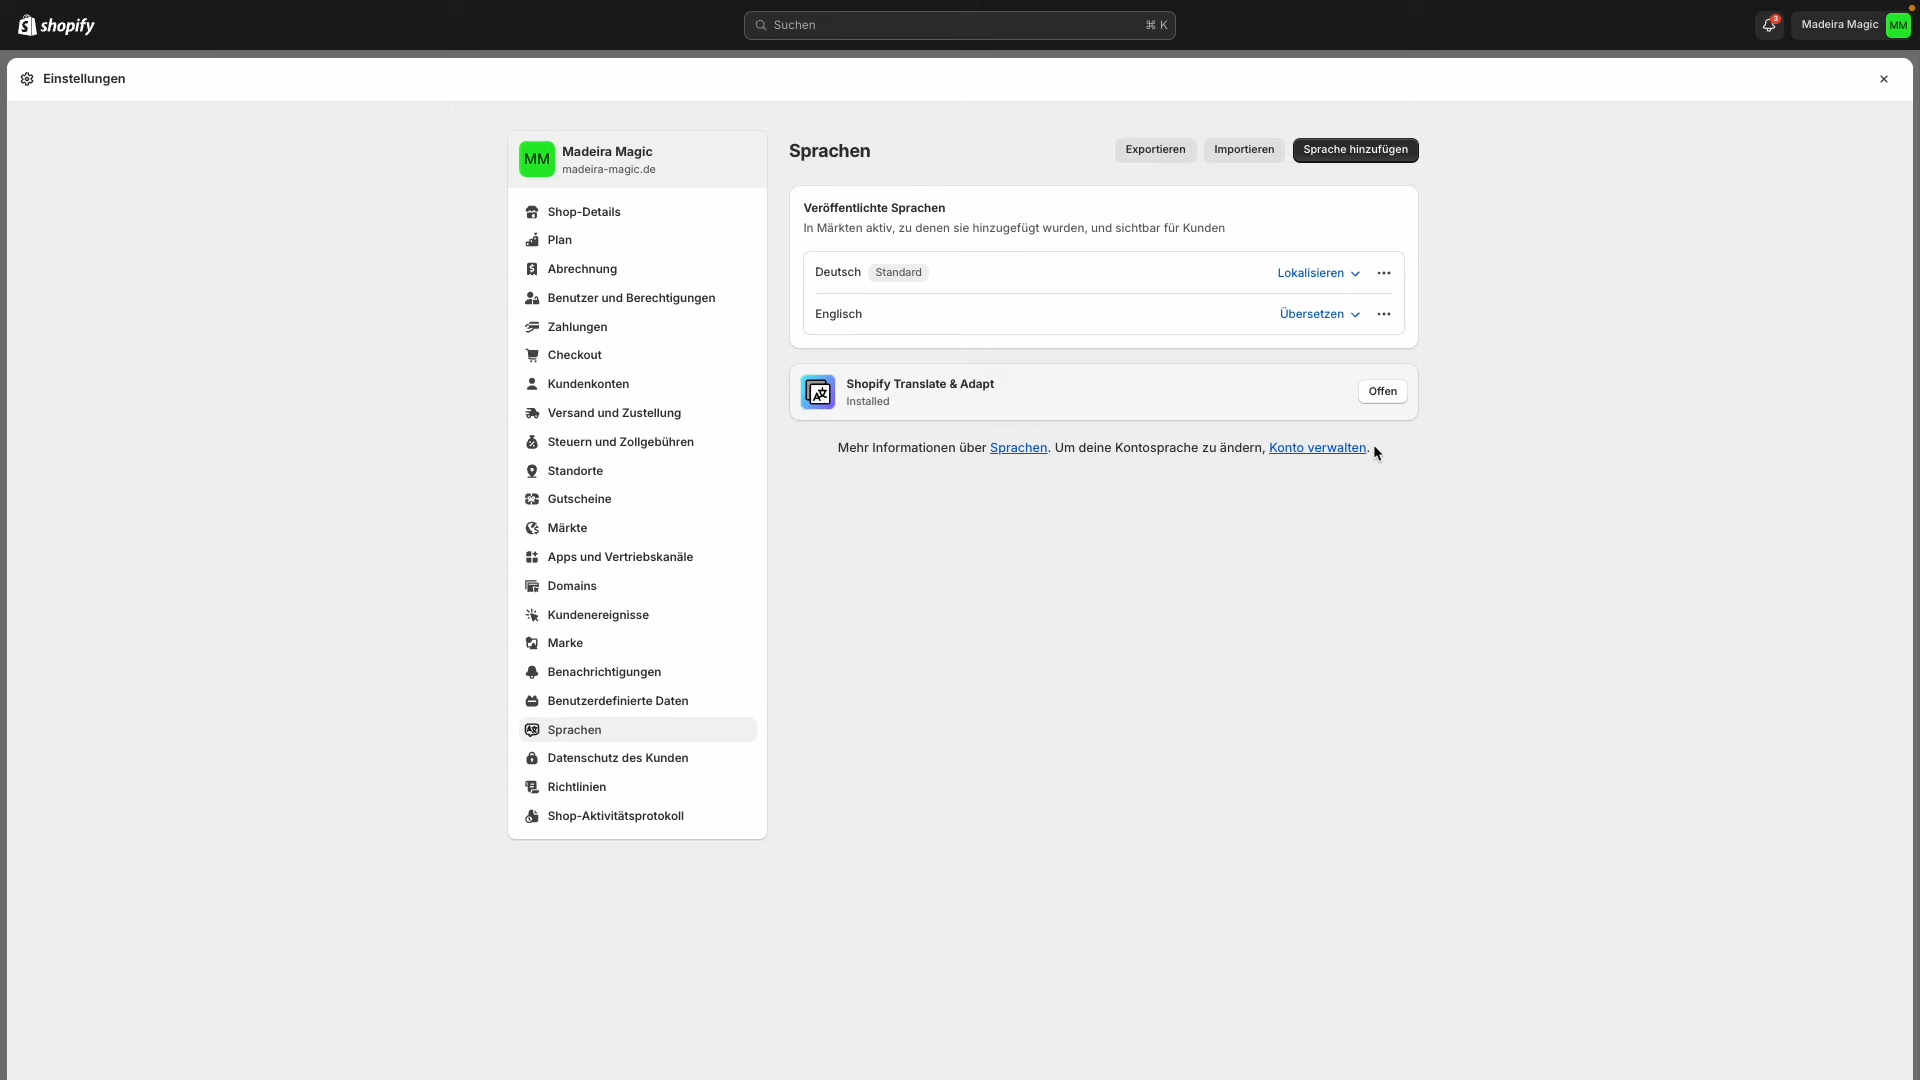 shopify
Suchen
⌘ K
3
Madeira Magic
MM
Einstellungen
MM
Madeira Magic
madeira-magic.de
Shop-Details
Plan
Abrechnung
Benutzer und Berechtigungen
Zahlungen
Checkout
Kundenkonten
Versand und Zustellung
Steuern und Zollgebühren
Standorte
Gutscheine
Märkte
Apps und Vertriebskanäle
Domains
Kundenereignisse
Marke
Benachrichtigungen
Benutzerdefinierte Daten
Sprachen
Datenschutz des Kunden
Richtlinien
Shop-Aktivitätsprotokoll
Sprachen
Exportieren
Importieren
Sprache hinzufügen
Veröffentlichte Sprachen
In Märkten aktiv, zu denen sie hinzugefügt wurden, und sichtbar für Kunden
Deutsch Standard
Lokalisieren
Englisch
Übersetzen
Shopify Translate & Adapt
Installed
Offen
Mehr Informationen über Sprachen. Um deine Kontosprache zu ändern, Konto verwalten.